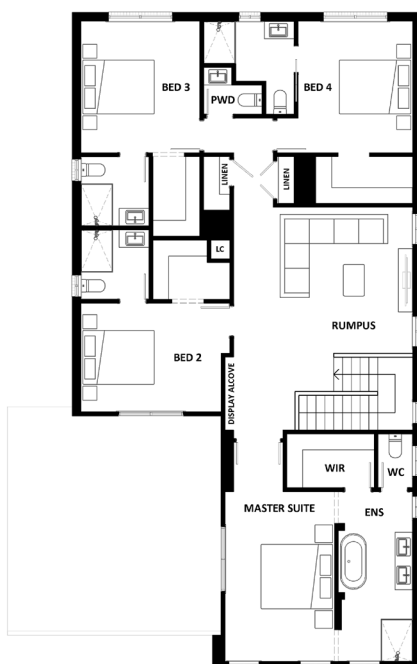 BED 3
PWD
BED 4
LINEN
LINEN
LC
RUMPUS
BED 2
DISPLAY ALCOVE
WIR
WC
MASTER SUITE
ENS